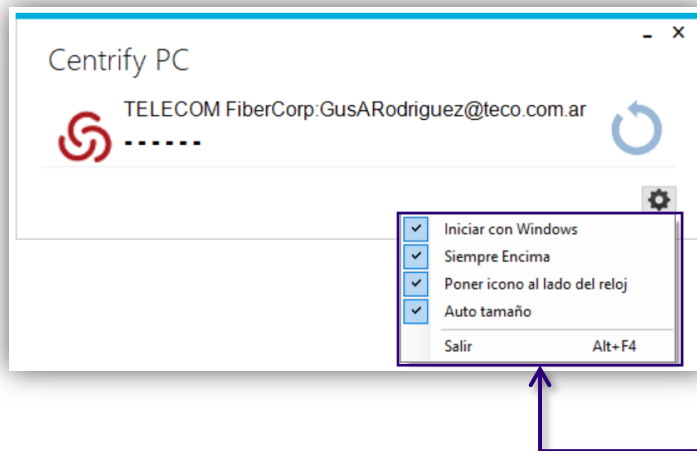 Centrify PC
TELECOM FiberCorp:GusARodriguez@teco.com.ar
------
Iniciar con Windows
Siempre Encima
Poner icono al lado del reloj
Auto tamaño
Salir Alt+F4